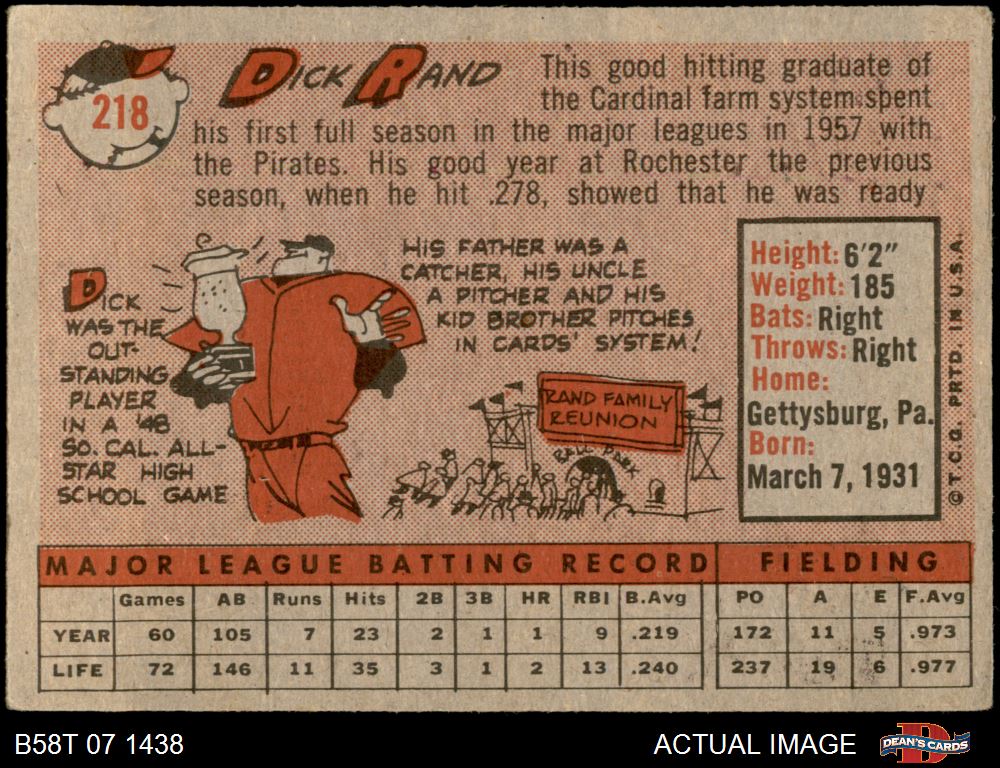 218
DICK RAND
This good hitting graduate of
the Cardinal farm system spent
his first full season in the major leagues in 1957 with
the Pirates. His good year at Rochester the previous
season, when he hit .278, showed that he was ready
DICK
WAS THE
OUT-
STANDING
PLAYER
IN A '48
SO. CAL. ALL-
STAR HIGH
SCHOOL GAME
HIS FATHER WAS A
CATCHER, HIS UNCLE
A PITCHER AND HIS
KID BROTHER PITCHES
IN CARDS' SYSTEM!
RAND FAMILY
REUNION
BALL PARK
Height: 6'2"
Weight: 185
Bats: Right
Throws: Right
Home:
Gettysburg, Pa.
Born:
March 7, 1931
© T.C.G. PRTD. IN U.S.A.
MAJOR LEAGUE BATTING RECORD FIELDING
Games AB Runs Hits 2B 3B HR RBI B.Avg PO A E F.Avg
YEAR 60 105 7 23 2 1 1 9 .219 172 11 5 .973
LIFE 72 146 11 35 3 1 2 13 .240 237 19 6 .977
B58T 07 1438
ACTUAL IMAGE
DEAN'S CARDS